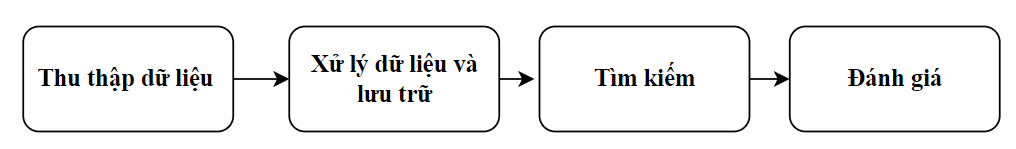 Thu thập dữ liệu
Xử lý dữ liệu và
lưu trữ
Tìm kiếm
Đánh giá